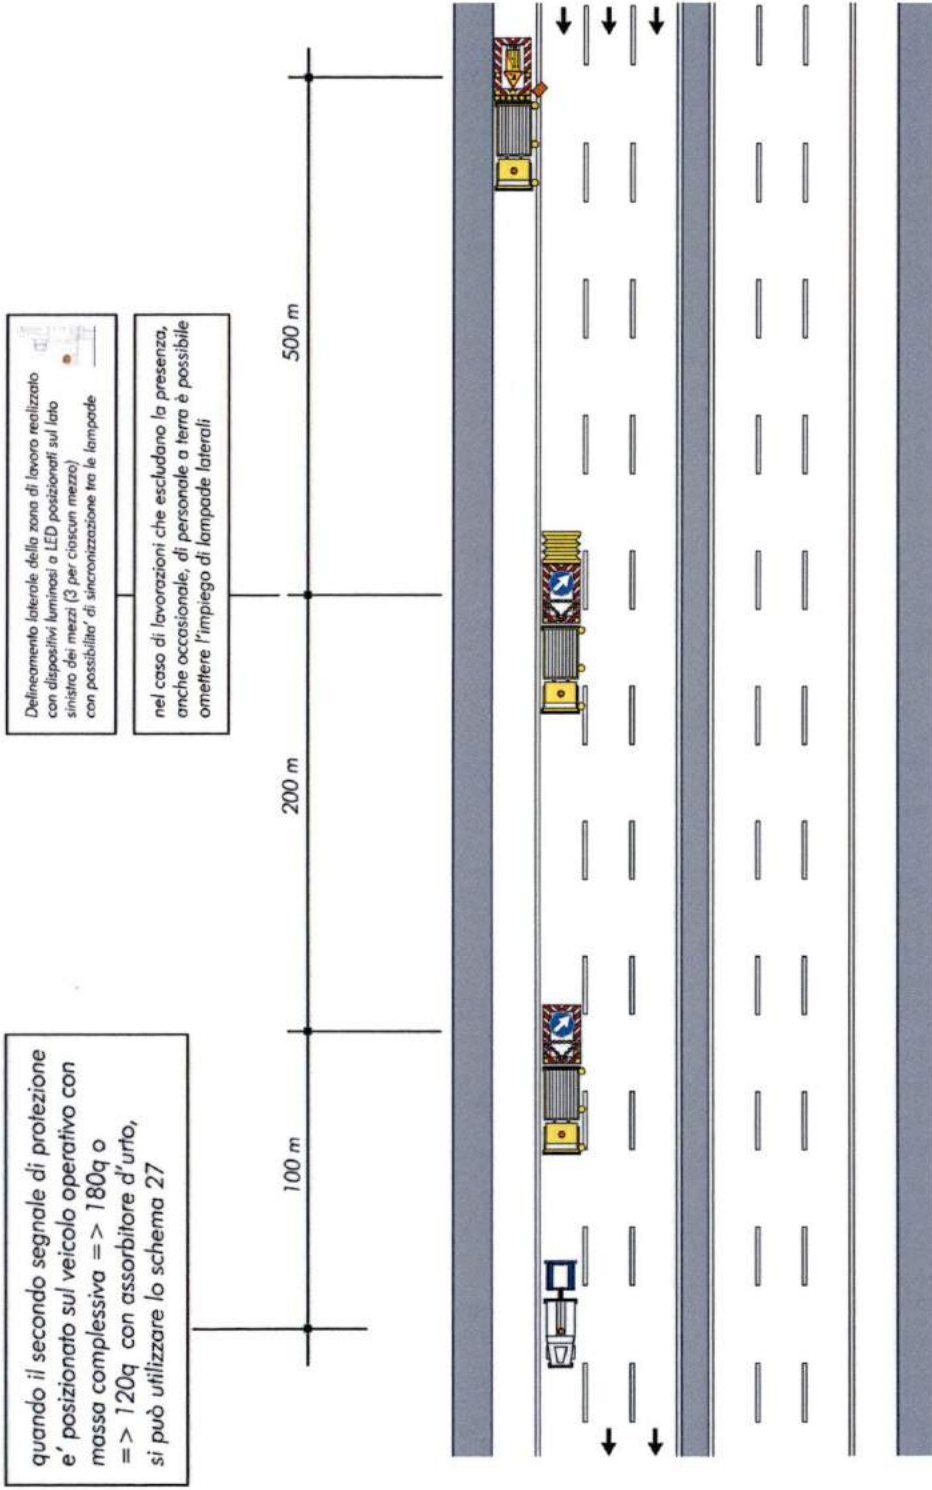 quando il secondo segnale di protezione
e' posizionato sul veicolo operativo con
massa complessiva = > 180q o
= > 120q con assorbitore d'urto,
si può utilizzare lo schema 27
Delineamento laterale della zona di lavoro realizzato
con dispositivi luminosi a LED posizionati sul lato
sinistro dei mezzi (3 per ciascun mezzo)
con possibilita' di sincronizzazione tra le lampade
nel caso di lavorazioni che escludano la presenza,
anche occasionale, di personale a terra è possibile
omettere l'impiego di lampade laterali
100 m
200 m
500 m